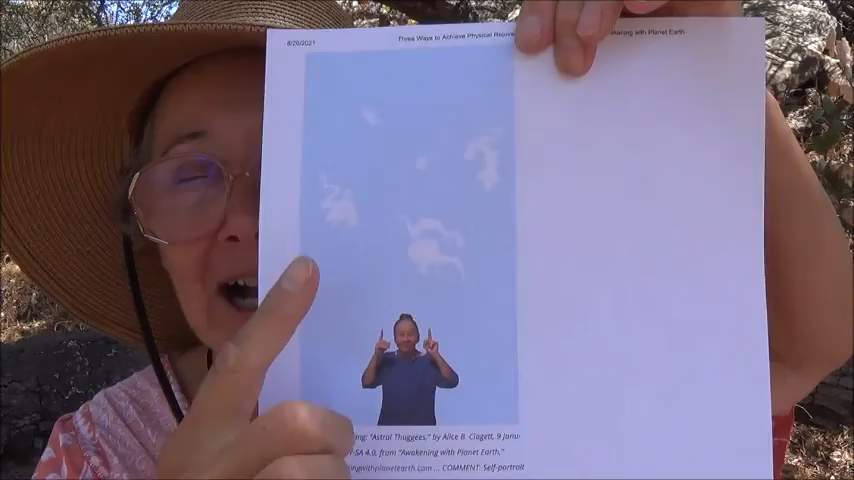 8/26/2021 Three Ways to Achieve Physical Rejuve akening with Planet Earth-
ing: "Astral Thuggees," by Alice B. Clagett, 9 Janu-
Y-SA 4.0, from "Awakening with Planet Earth,"
ingwithplanetearth.com ... COMMENT: Self-portrait